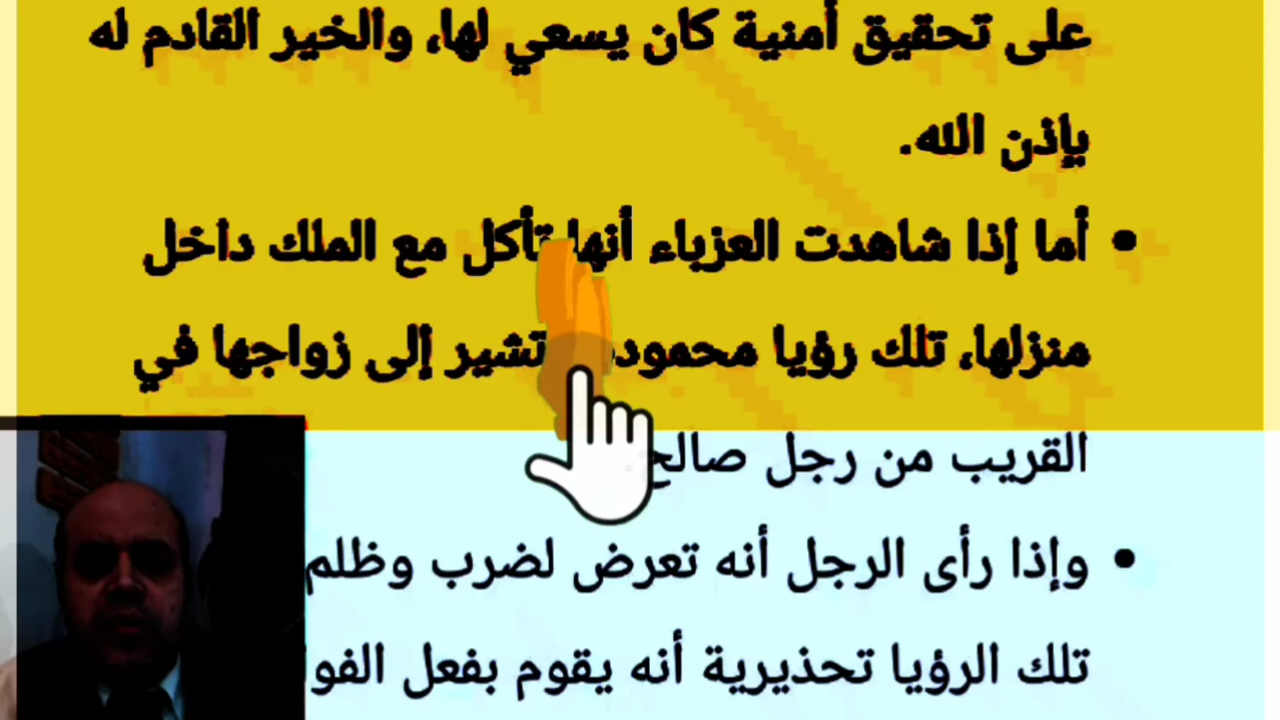 على تحقيق أمنية كان يسعي لها، والخير القادم له
بإذن الله.
• أما إذا شاهدت العزباء أنها تأكل مع الملك داخل
منزلها، تلك رؤيا محمودة تشير إلى زواجها في
القريب من رجل صالح
• وإذا رأى الرجل أنه تعرض لضرب وظلم
تلك الرؤيا تحذيرية أنه يقوم بفعل